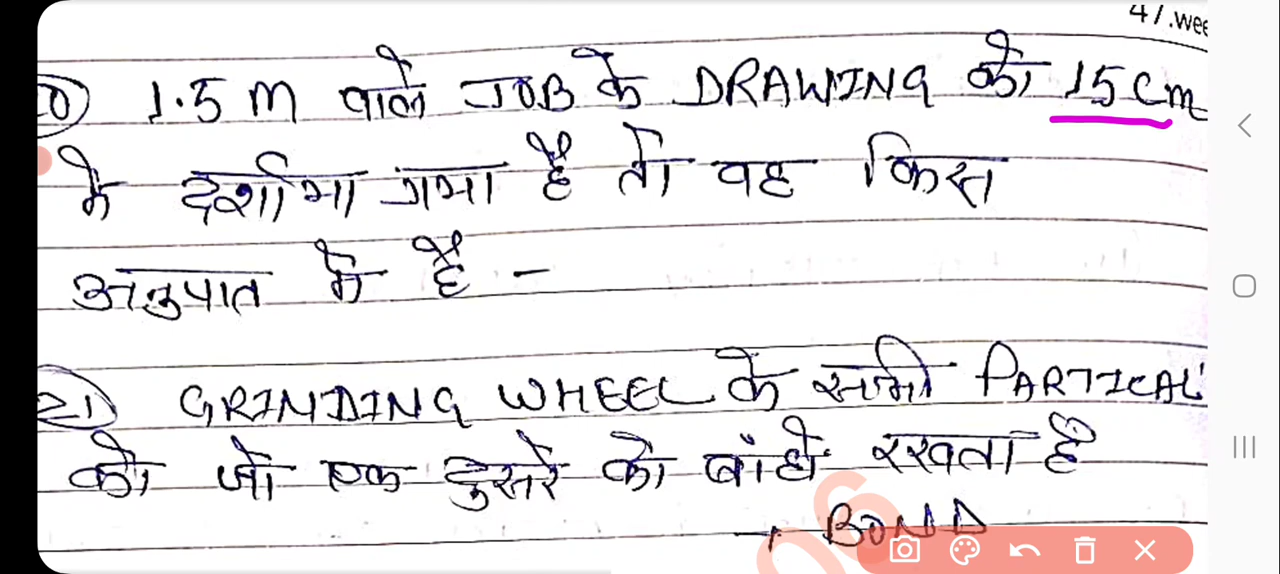 47.wee
20) 1.5 m वाले JOB के DRAWING को 15 cm
मे दर्शाया गया है तो वह किस
अनुपात में है -
21) GRINDING WHEEL के सभी PARTICAL
को जो एक दुसरे को बांधे रखता है
→ BOND
06